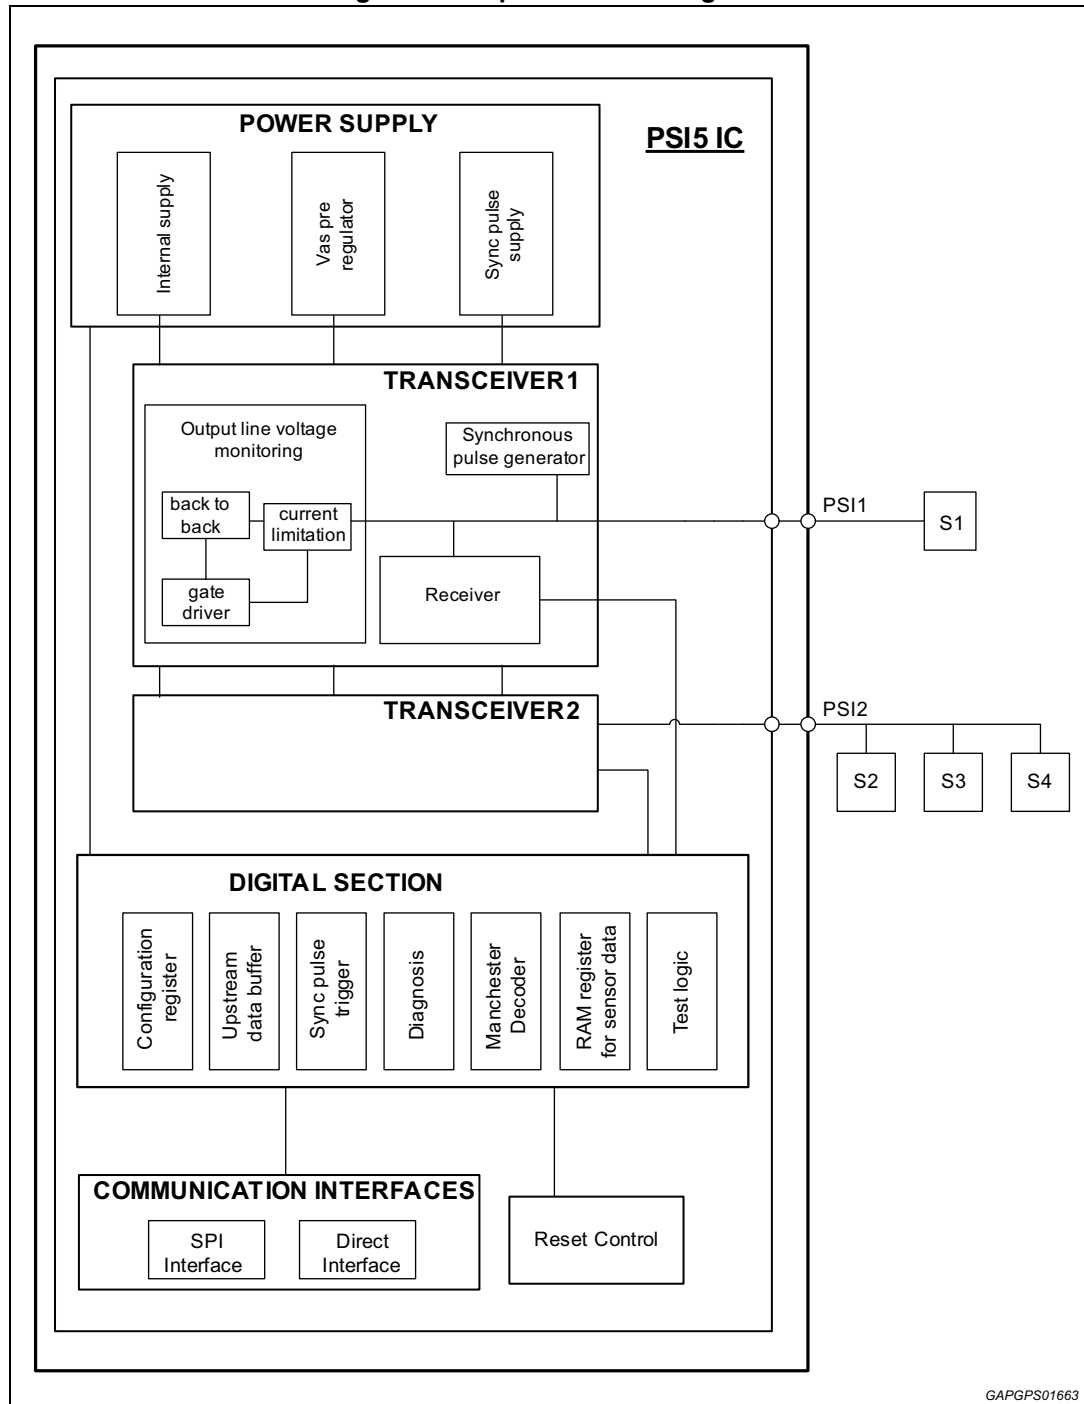 POWER SUPPLY
PSI5 IC
Internal supply
Vas pre
regulator
Sync pulse
supply
TRANSCEIVER1
Output line voltage
monitoring
Synchronous
pulse generator
back to
back
current
limitation
gate
driver
Receiver
PSI1
S1
TRANSCEIVER2
PSI2
S2
S3
S4
DIGITAL SECTION
Configuration
register
Upstream
data buffer
Sync pulse
trigger
Diagnosis
Manchester
Decoder
RAM register
for sensor data
Test logic
COMMUNICATION INTERFACES
SPI
Interface
Direct
Interface
Reset Control
GAPGPS01663